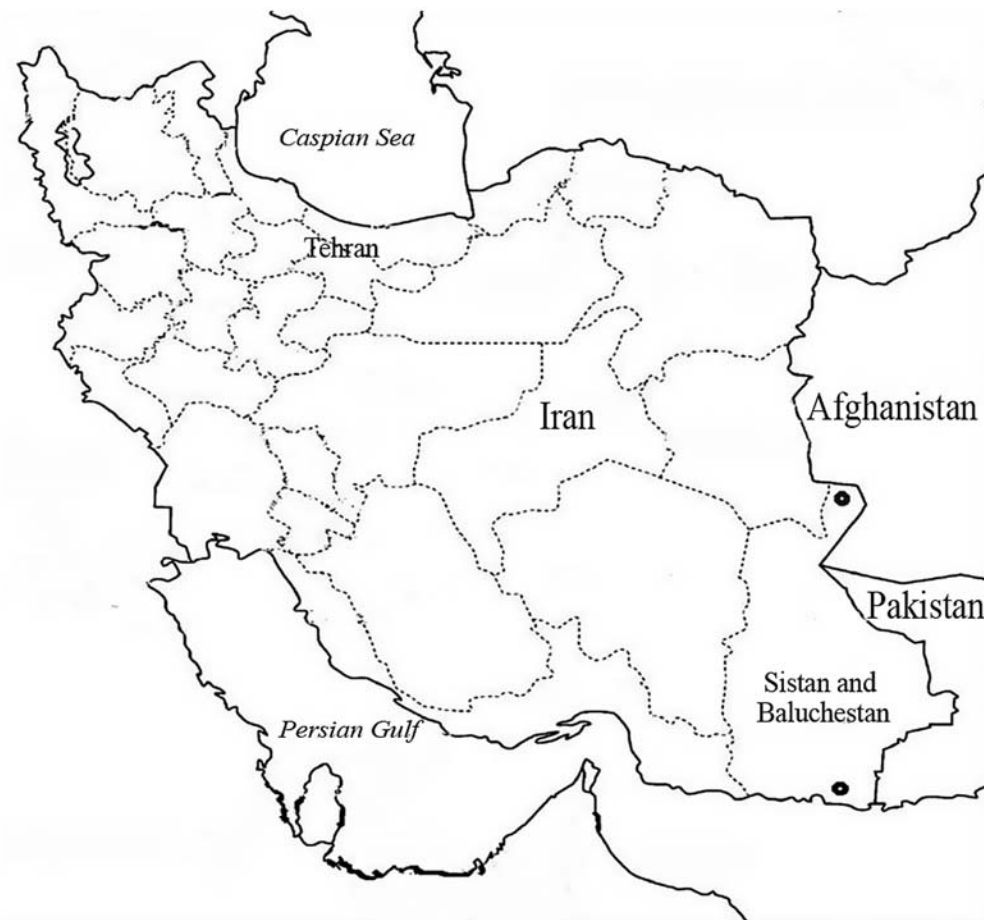 Caspian Sea
Tehran
Iran
Afghanistan
Pakistan
Sistan and
Baluchestan
Persian Gulf